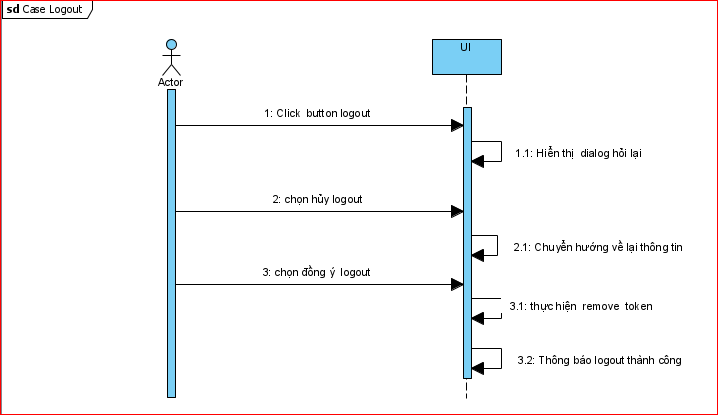 sd Case Logout
UI
Actor
1: Click button logout
1.1: Hiển thị dialog hỏi lại
2: chọn hủy logout
2.1: Chuyển hướng về lại thông tin
3: chọn đồng ý logout
3.1: thực hiện remove token
3.2: Thông báo logout thành công